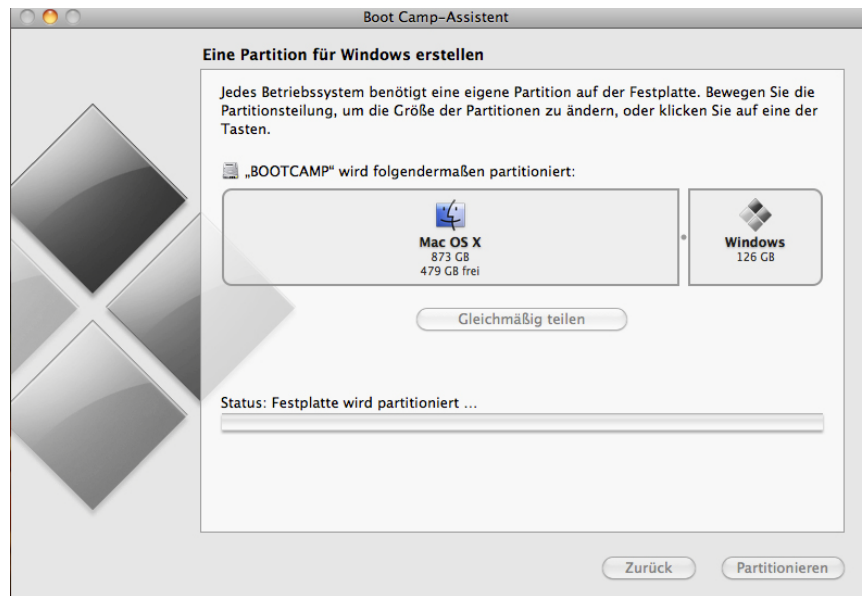 Boot Camp-Assistent
Eine Partition für Windows erstellen
Jedes Betriebssystem benötigt eine eigene Partition auf der Festplatte. Bewegen Sie die
Partitionsteilung, um die Größe der Partitionen zu ändern, oder klicken Sie auf eine der
Tasten.
„BOOTCAMP“ wird folgendermaßen partitioniert:
Mac OS X
873 GB
479 GB frei
Windows
126 GB
Gleichmäßig teilen
Status: Festplatte wird partitioniert ...
Zurück
Partitionieren